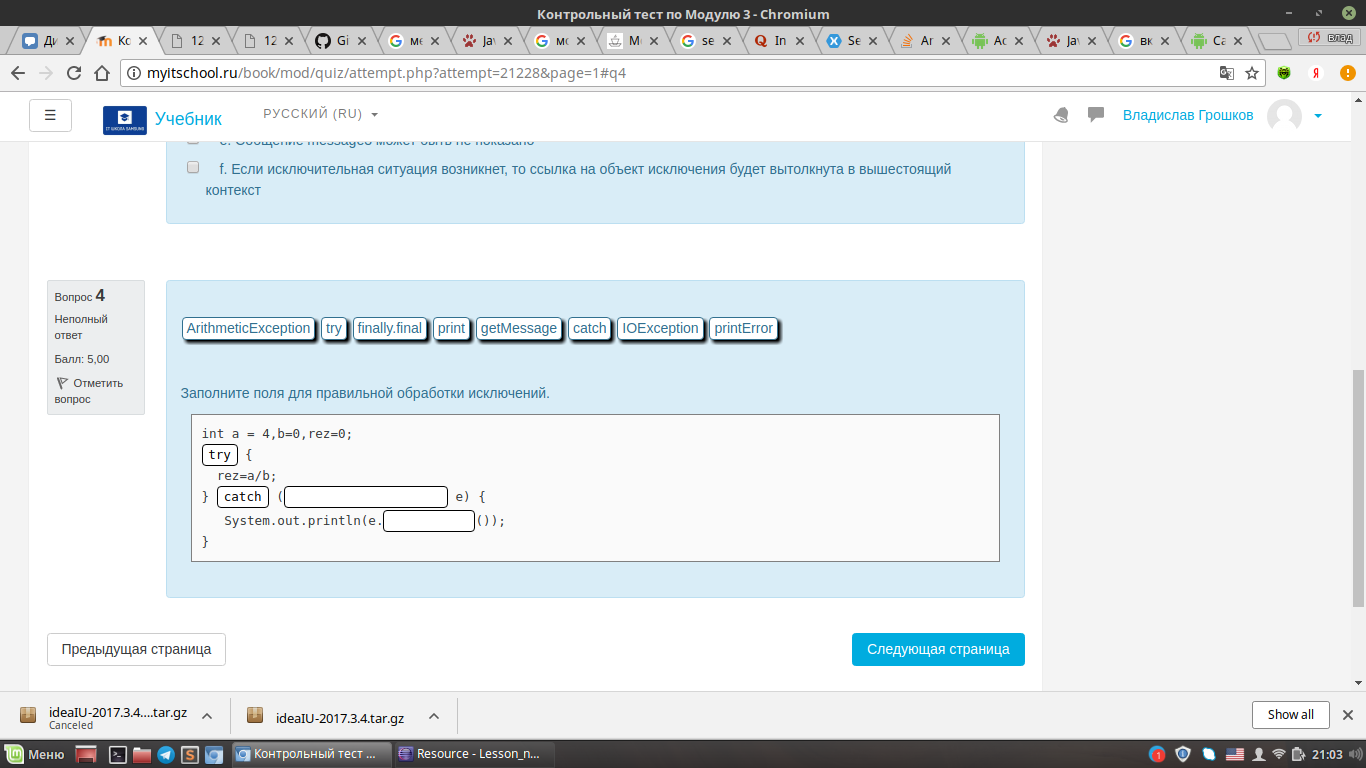 Контрольный тест по Модулю 3 - Chromium
Ди Ко 12 12 Gi ме Jav мо Mo se In Se Ar Ac Jav вк Ca влад
myitschool.ru/book/mod/quiz/attempt.php?attempt=21228&page=1#q4
IT ШКОЛА SAMSUNG Учебник РУССКИЙ (RU) Владислав Грошков
e. Сообщение message3 может быть не показано
f. Если исключительная ситуация возникнет, то ссылка на объект исключения будет вытолкнута в вышестоящий
контекст
Вопрос 4
Неполный
ответ
Балл: 5,00
Отметить
вопрос
ArithmeticException try finally.final print getMessage catch IOException printError
Заполните поля для правильной обработки исключений.
int a = 4,b=0,rez=0;
try {
rez=a/b;
} catch ( e) {
System.out.println(e. ());
}
Предыдущая страница Следующая страница
ideaIU-2017.3.4....tar.gz
Canceled
ideaIU-2017.3.4.tar.gz
Show all
Меню Контрольный тест ... Resource - Lesson_n... 1 21:03